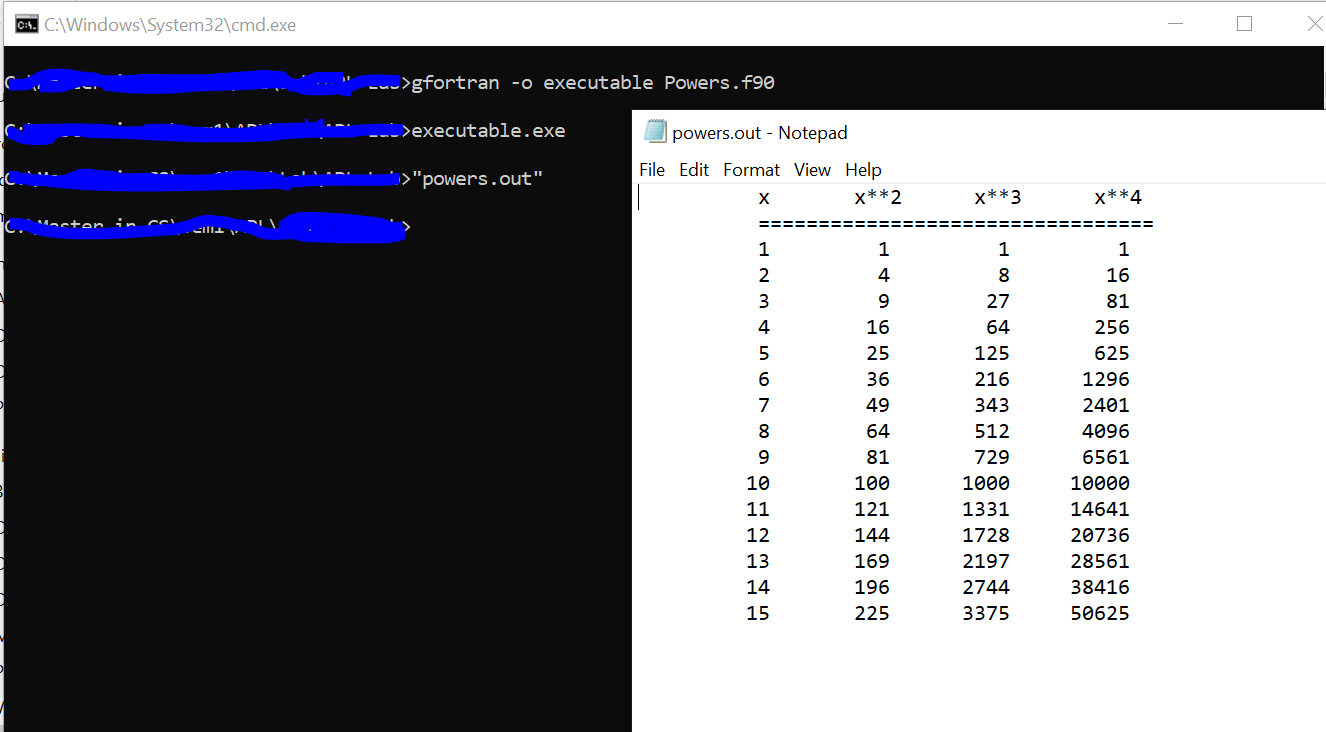 C:\Windows\System32\cmd.exe
>gfortran -o executable Powers.f90
>executable.exe
>"powers.out"
>
powers.out - Notepad
File Edit Format View Help
x x**2 x**3 x**4
=================================
1 1 1 1
2 4 8 16
3 9 27 81
4 16 64 256
5 25 125 625
6 36 216 1296
7 49 343 2401
8 64 512 4096
9 81 729 6561
10 100 1000 10000
11 121 1331 14641
12 144 1728 20736
13 169 2197 28561
14 196 2744 38416
15 225 3375 50625